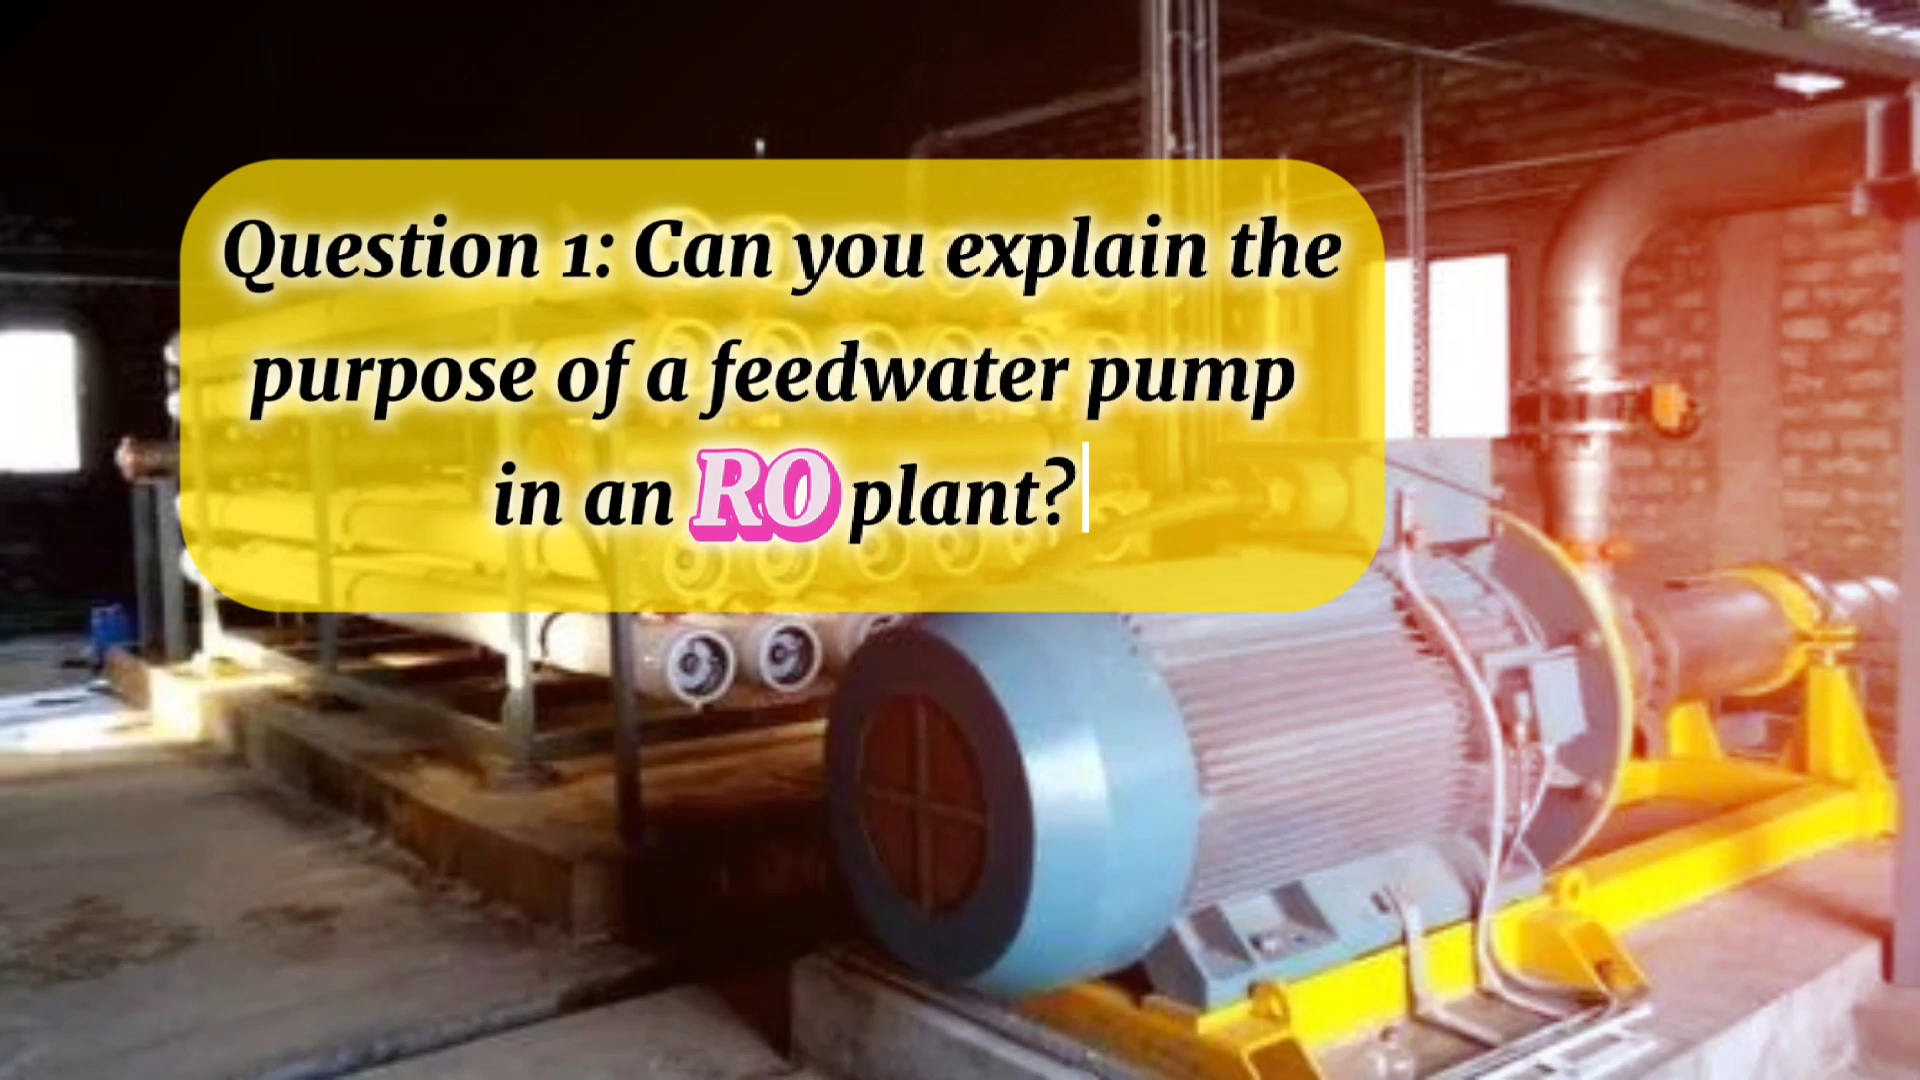 Question 1: Can you explain the
purpose of a feedwater pump
in an RO plant?